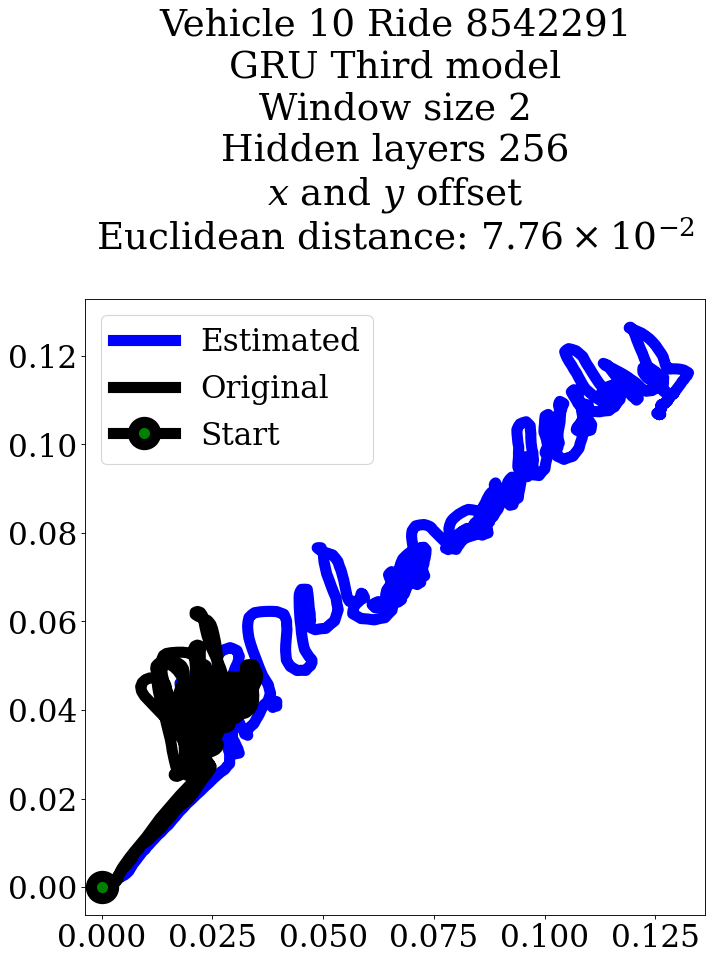 Vehicle 10 Ride 8542291
GRU Third model
Window size 2
Hidden layers 256
x and y offset
Euclidean distance: 7.76 × 10⁻²
Estimated
Original
Start
0.12
0.10
0.08
0.06
0.04
0.02
0.00
0.000 0.025 0.050 0.075 0.100 0.125